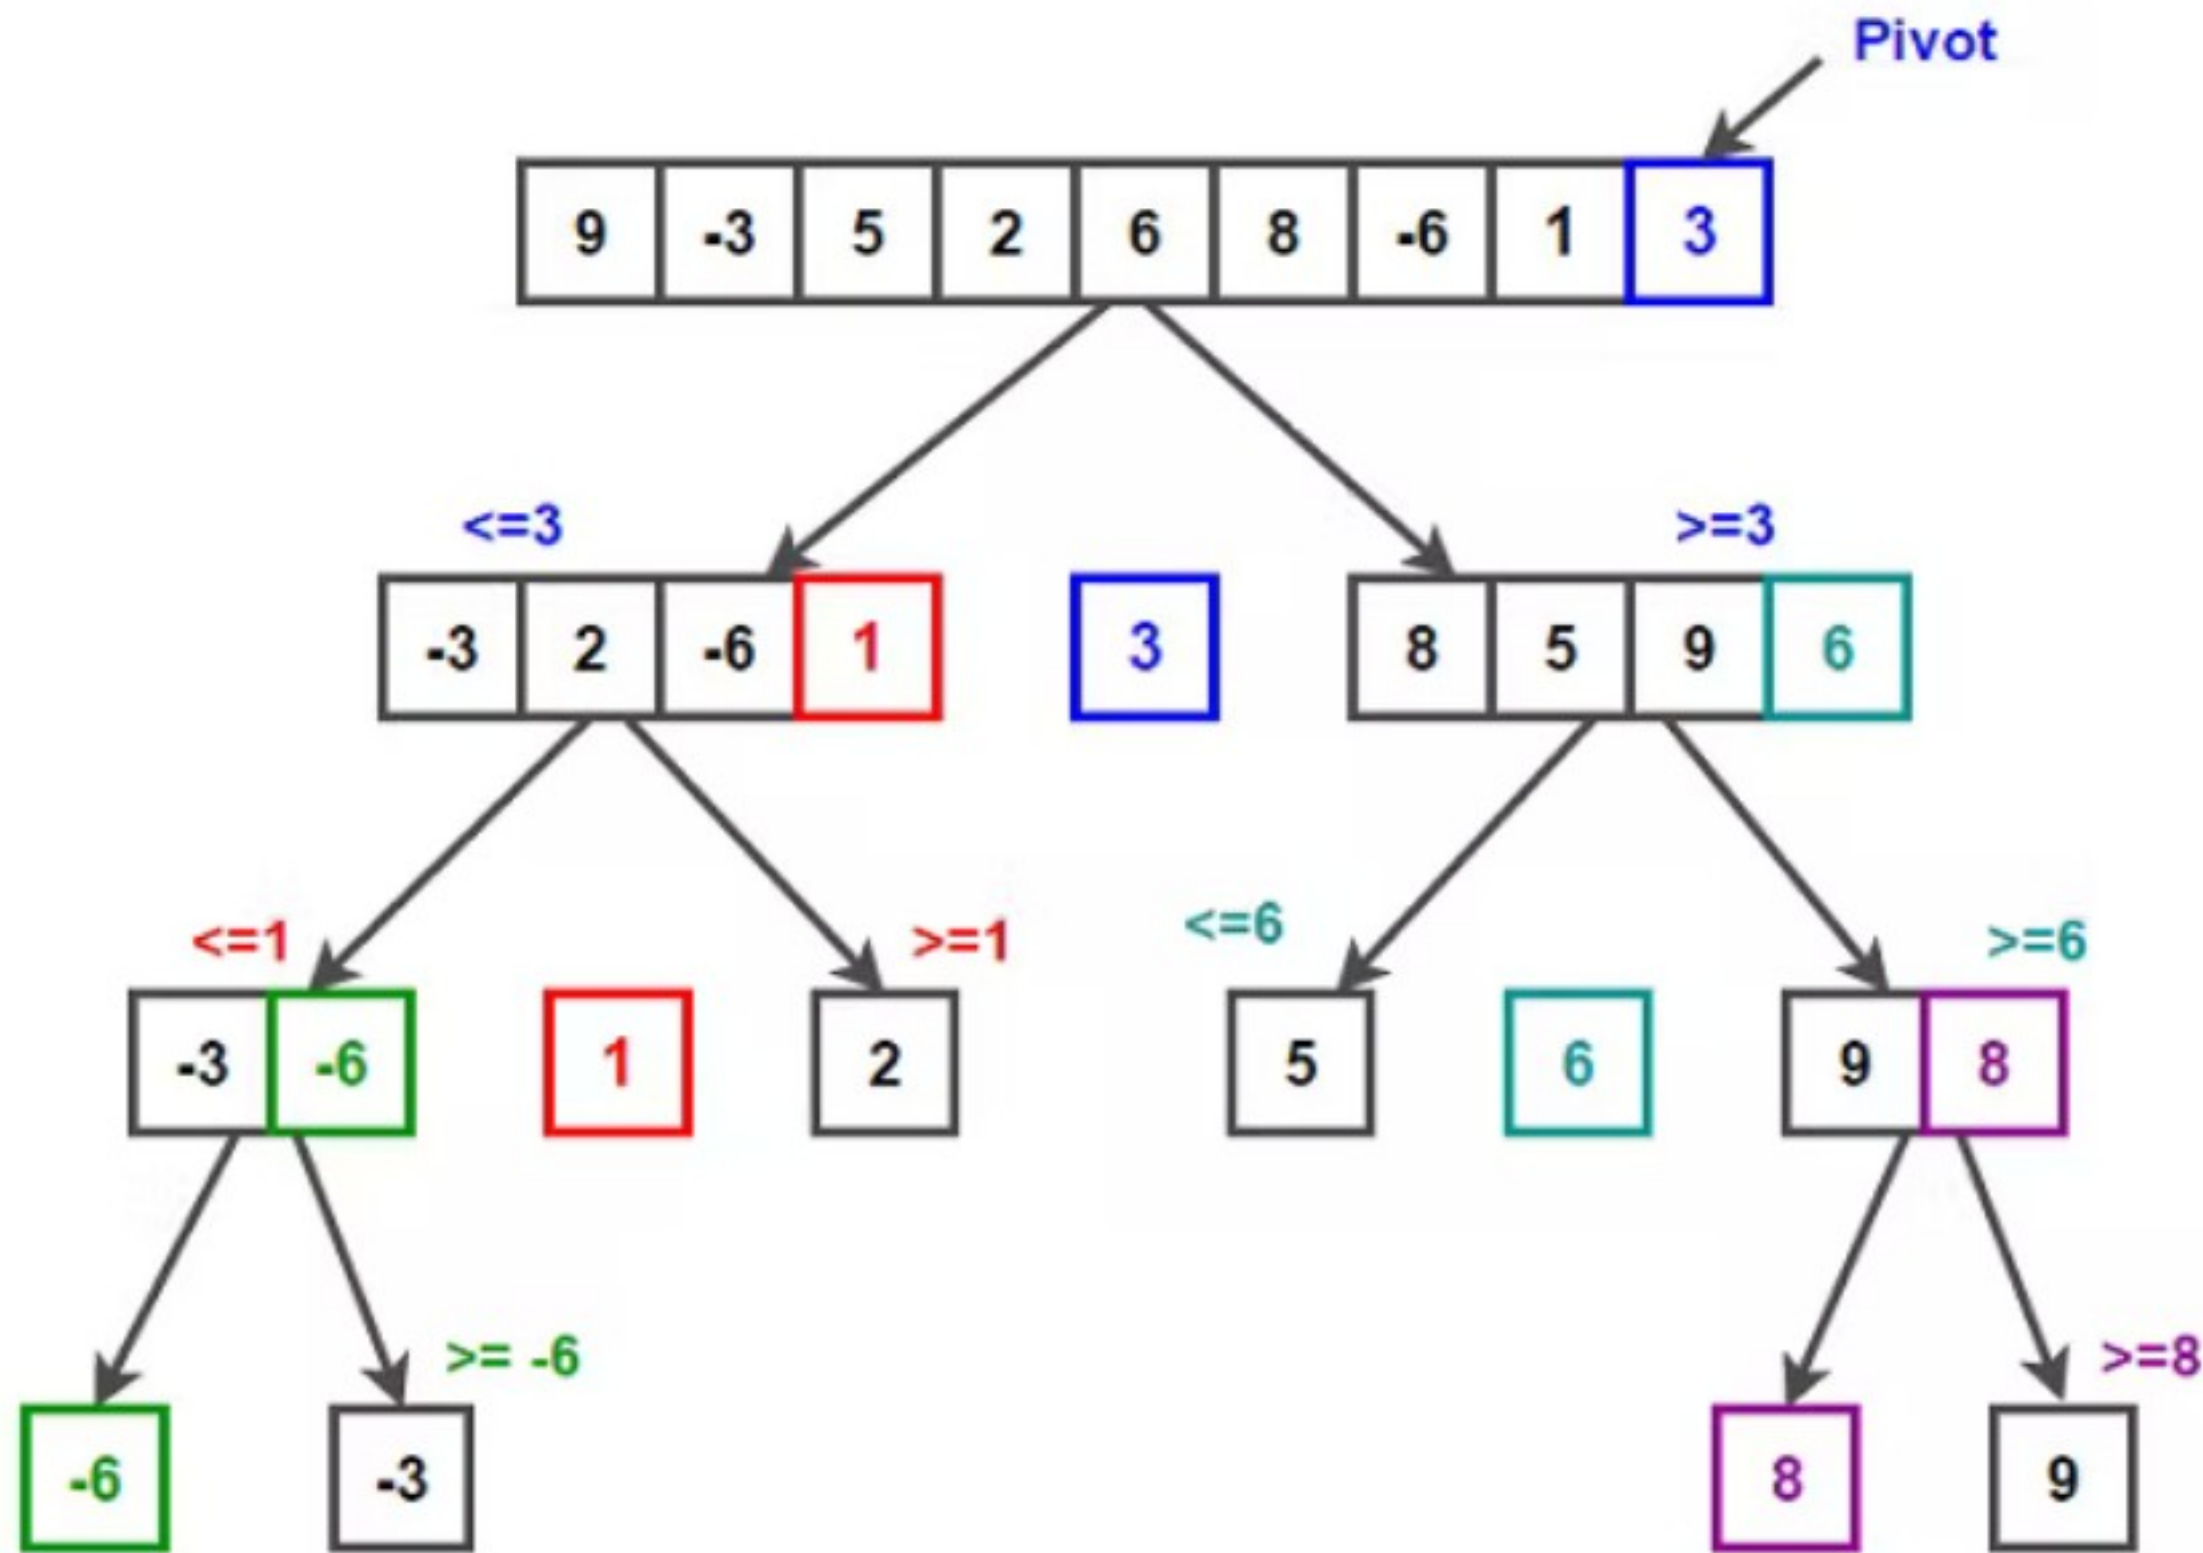 Pivot
9 -3 5 2 6 8 -6 1 3
<=3 >=3
-3 2 -6 1 3 8 5 9 6
<=1 >=1 <=6 >=6
-3 -6 1 2 5 6 9 8
>= -6 >=8
-6 -3 8 9